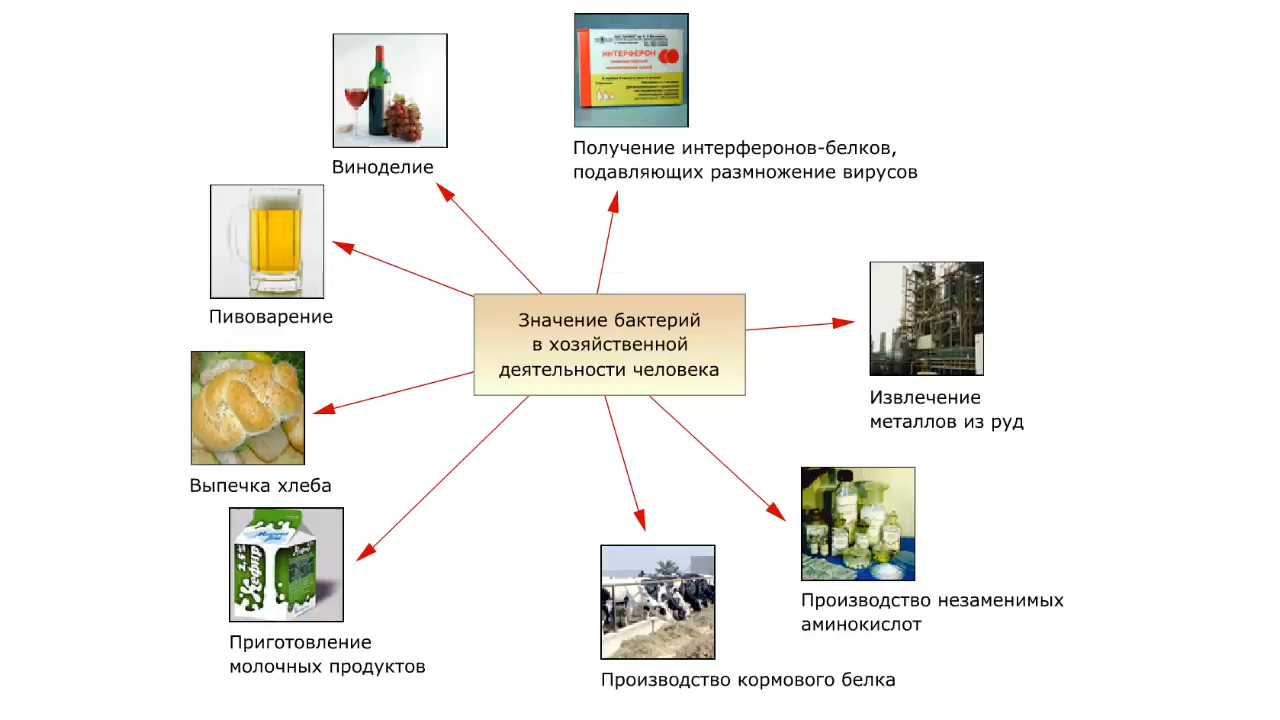 ИНТЕРФЕРОН
Виноделие
Получение интерферонов-белков,
подавляющих размножение вирусов
Пивоварение
Значение бактерий
в хозяйственной
деятельности человека
Извлечение
металлов из руд
Выпечка хлеба
Кефир
Приготовление
молочных продуктов
Производство незаменимых
аминокислот
Производство кормового белка